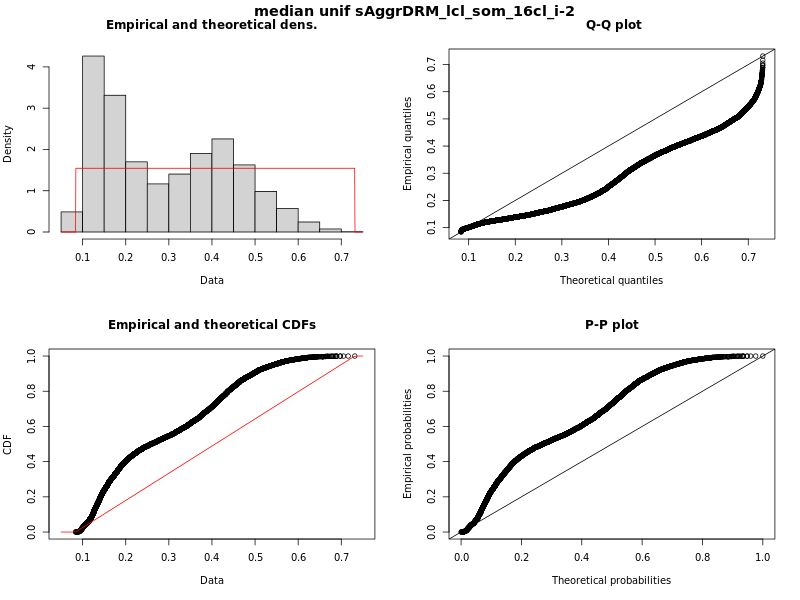 median unif sAggrDRM_lcl_som_16cl_i-2
Empirical and theoretical dens.
Density
0 1 2 3 4
0.1 0.2 0.3 0.4 0.5 0.6 0.7
Data
Q-Q plot
Empirical quantiles
0.1 0.2 0.3 0.4 0.5 0.6 0.7
0.1 0.2 0.3 0.4 0.5 0.6 0.7
Theoretical quantiles
Empirical and theoretical CDFs
CDF
0.0 0.2 0.4 0.6 0.8 1.0
0.1 0.2 0.3 0.4 0.5 0.6 0.7
Data
P-P plot
Empirical probabilities
0.0 0.2 0.4 0.6 0.8 1.0
0.0 0.2 0.4 0.6 0.8 1.0
Theoretical probabilities